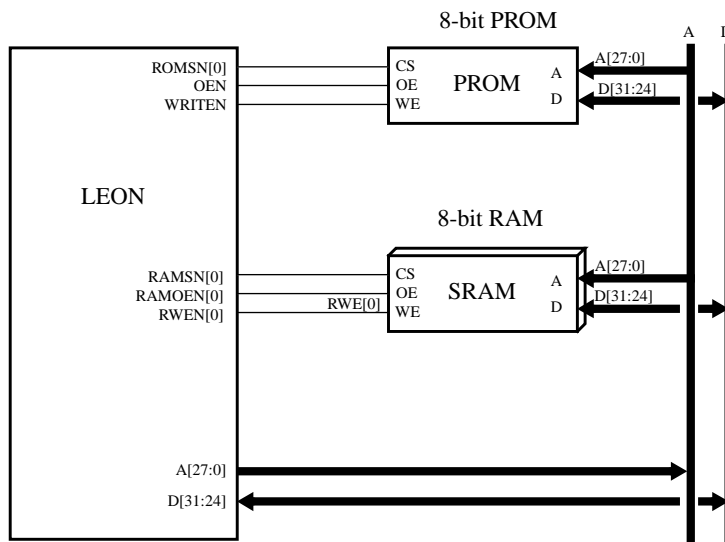 8-bit PROM
A
ROMSN[0]
OEN
WRITEN
CS
OE
WE
PROM
A
D
A[27:0]
D[31:24]
LEON
8-bit RAM
RAMSN[0]
RAMOEN[0]
RWEN[0]
RWE[0]
CS
OE
WE
SRAM
A
D
A[27:0]
D[31:24]
A[27:0]
D[31:24]